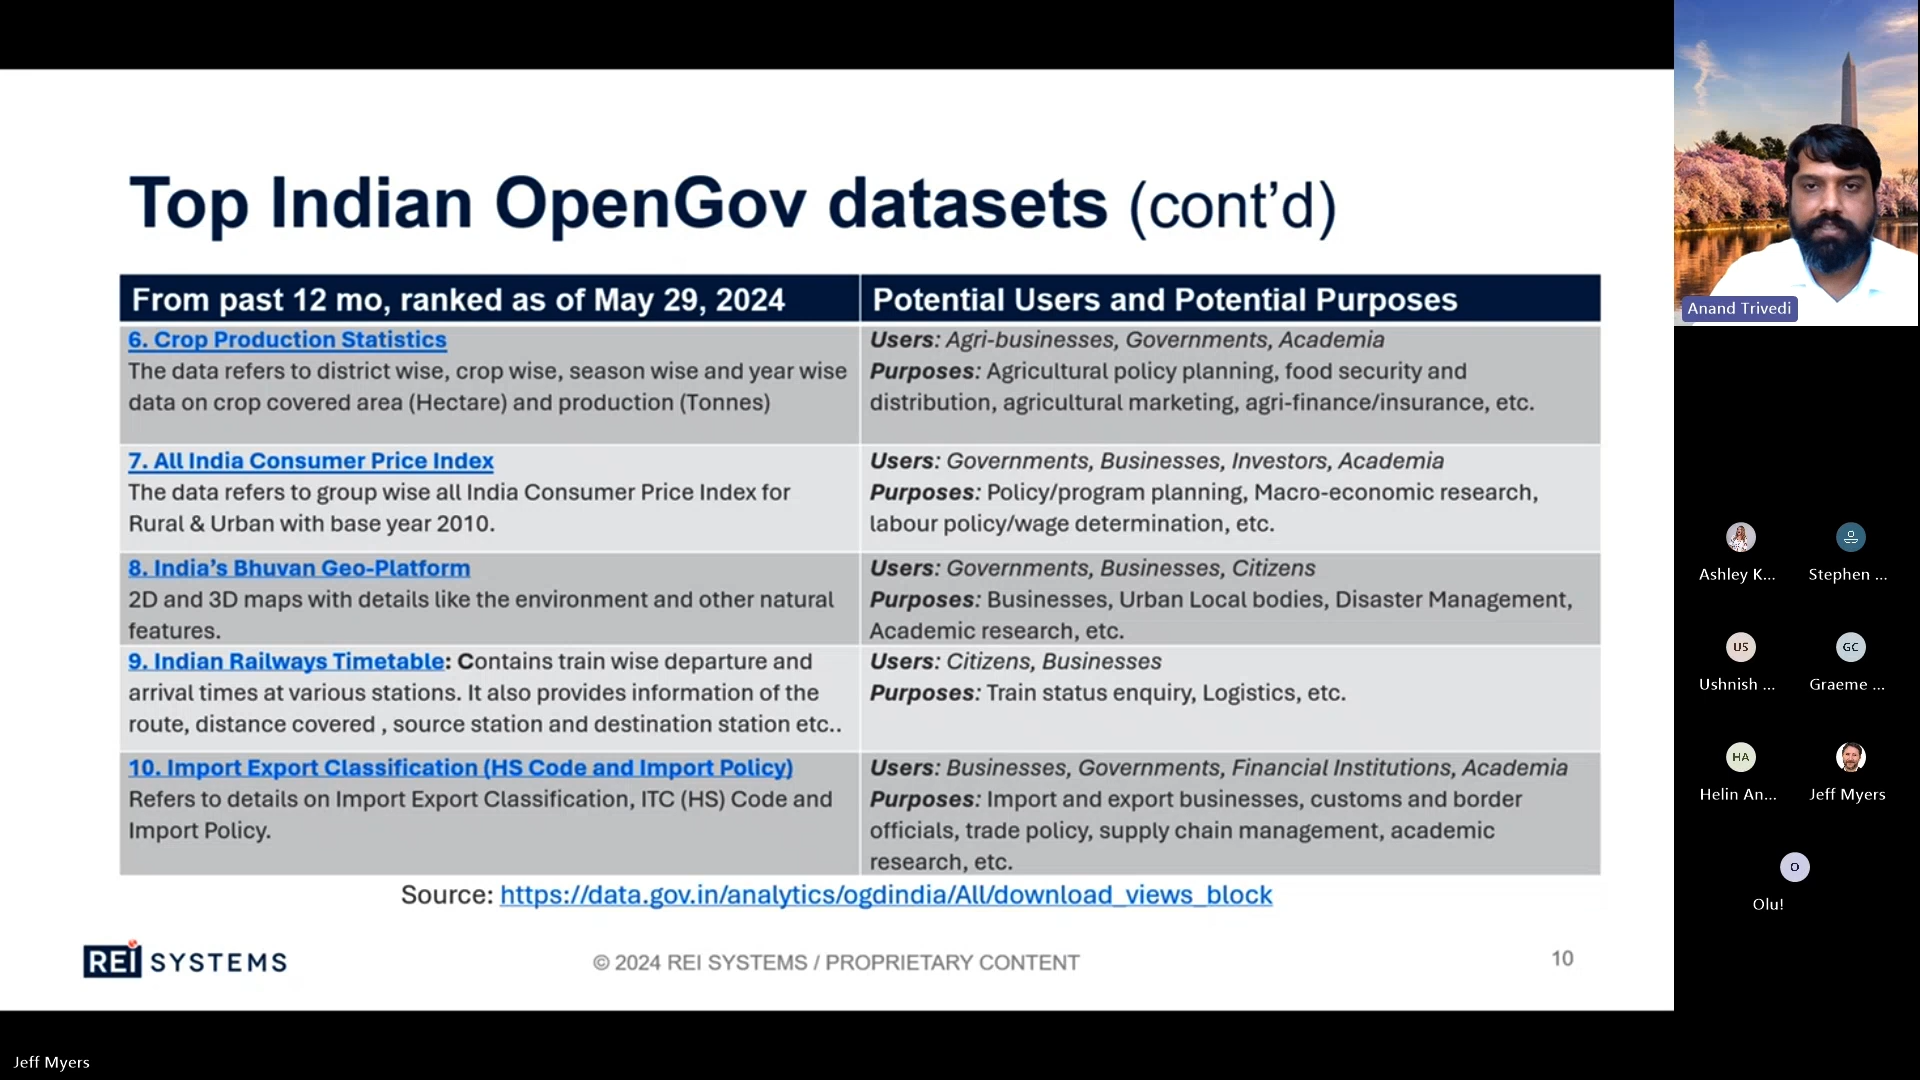 Top Indian OpenGov datasets (cont’d)
From past 12 mo, ranked as of May 29, 2024
Potential Users and Potential Purposes
6. Crop Production Statistics
The data refers to district wise, crop wise, season wise and year wise
data on crop covered area (Hectare) and production (Tonnes)
Users: Agri-businesses, Governments, Academia
Purposes: Agricultural policy planning, food security and
distribution, agricultural marketing, agri-finance/insurance, etc.
7. All India Consumer Price Index
The data refers to group wise all India Consumer Price Index for
Rural & Urban with base year 2010.
Users: Governments, Businesses, Investors, Academia
Purposes: Policy/program planning, Macro-economic research,
labour policy/wage determination, etc.
8. India’s Bhuvan Geo-Platform
2D and 3D maps with details like the environment and other natural
features.
Users: Governments, Businesses, Citizens
Purposes: Businesses, Urban Local bodies, Disaster Management,
Academic research, etc.
9. Indian Railways Timetable: Contains train wise departure and
arrival times at various stations. It also provides information of the
route, distance covered , source station and destination station etc..
Users: Citizens, Businesses
Purposes: Train status enquiry, Logistics, etc.
10. Import Export Classification (HS Code and Import Policy)
Refers to details on Import Export Classification, ITC (HS) Code and
Import Policy.
Users: Businesses, Governments, Financial Institutions, Academia
Purposes: Import and export businesses, customs and border
officials, trade policy, supply chain management, academic
research, etc.
Source: https://data.gov.in/analytics/ogdindia/All/download_views_block
REI SYSTEMS
© 2024 REI SYSTEMS / PROPRIETARY CONTENT
10
Anand Trivedi
Ashley K...
Stephen ...
US
GC
Ushnish ...
Graeme ...
HA
Helin An...
Jeff Myers
O
Olu!
Jeff Myers